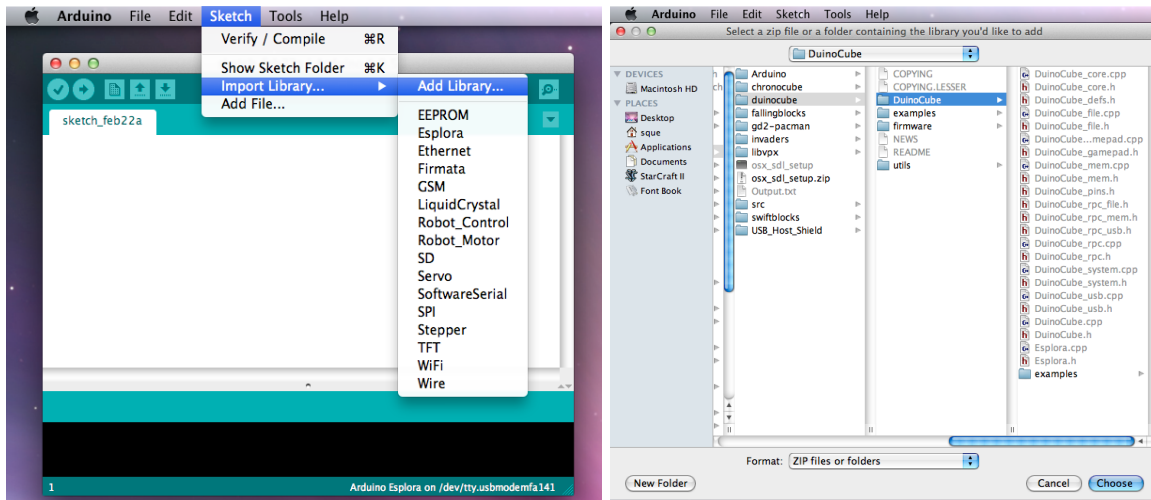 Arduino File Edit Sketch Tools Help
Verify / Compile ⌘R
Show Sketch Folder ⌘K
Import Library...
Add File...
Add Library...
EEPROM
Esplora
Ethernet
Firmata
GSM
LiquidCrystal
Robot_Control
Robot_Motor
SD
Servo
SoftwareSerial
SPI
Stepper
TFT
WiFi
Wire
sketch_feb22a
1 Arduino Esplora on /dev/tty.usbmodemfa141
Arduino File Edit Sketch Tools Help
Select a zip file or a folder containing the library you'd like to add
DuinoCube
DEVICES
Macintosh HD
PLACES
Desktop
sque
Applications
Documents
StarCraft II
Font Book
Arduino
chronocube
duinocube
fallingblocks
gd2-pacman
invaders
libvpx
osx_sdl_setup
osx_sdl_setup.zip
Output.txt
src
swiftblocks
USB_Host_Shield
COPYING
COPYING.LESSER
DuinoCube
examples
firmware
NEWS
README
utils
DuinoCube_core.cpp
DuinoCube_core.h
DuinoCube_defs.h
DuinoCube_file.cpp
DuinoCube_file.h
DuinoCube...mepad.cpp
DuinoCube_gamepad.h
DuinoCube_mem.cpp
DuinoCube_mem.h
DuinoCube_pins.h
DuinoCube_rpc_file.h
DuinoCube_rpc_mem.h
DuinoCube_rpc_usb.h
DuinoCube_rpc.cpp
DuinoCube_rpc.h
DuinoCube_system.cpp
DuinoCube_system.h
DuinoCube_usb.cpp
DuinoCube_usb.h
DuinoCube.cpp
DuinoCube.h
Esplora.cpp
Esplora.h
examples
Format: ZIP files or folders
New Folder Cancel Choose